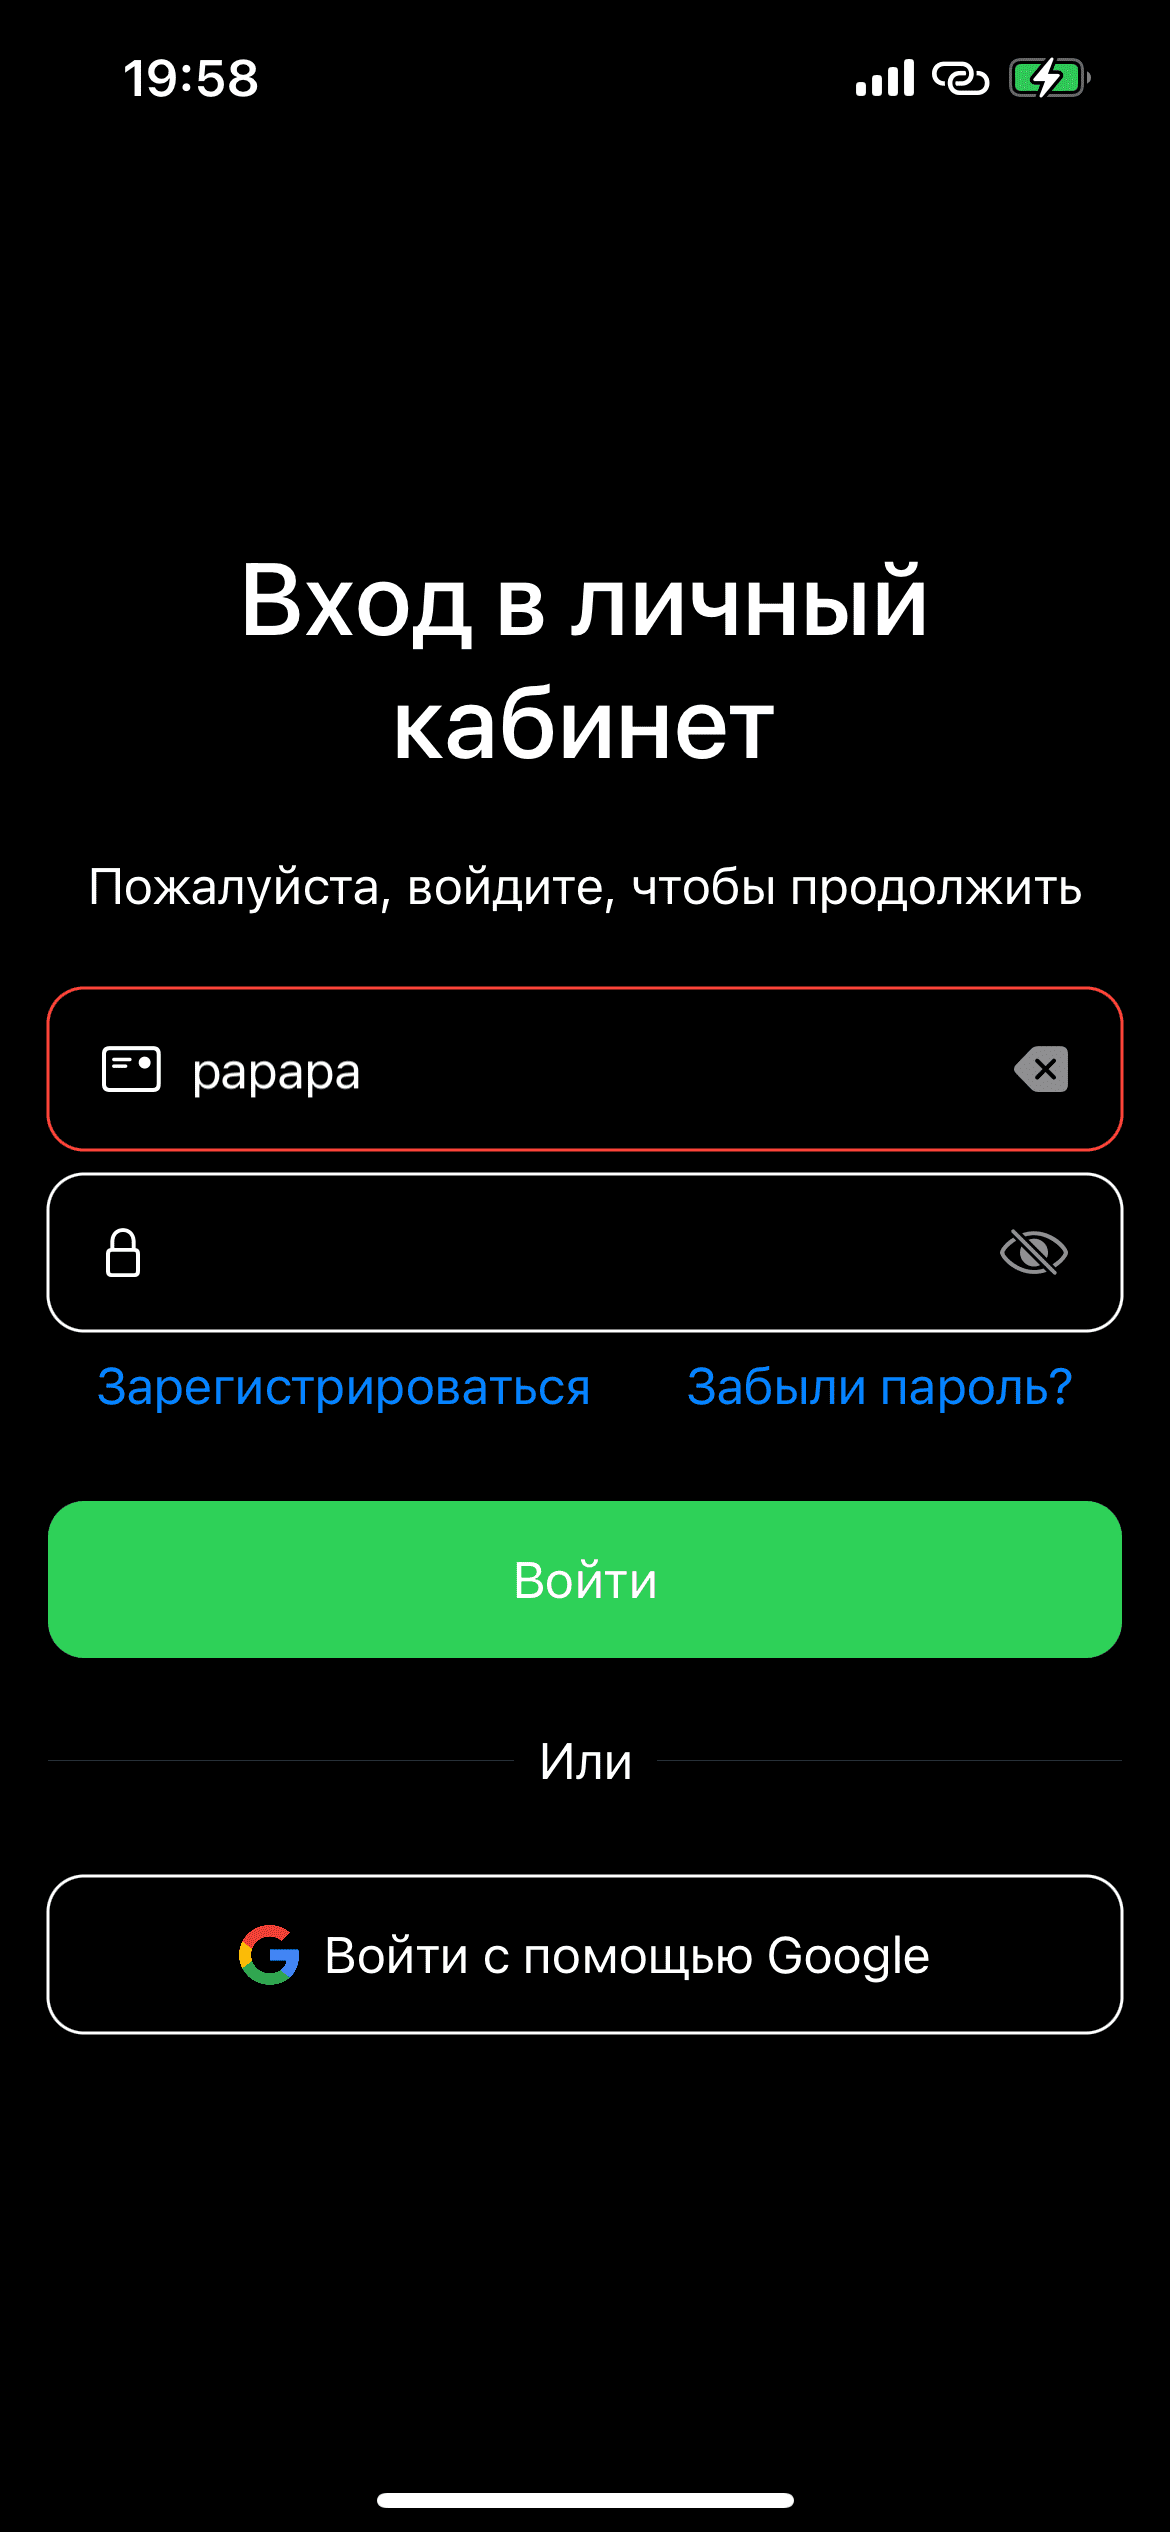 19:58
Вход в личный
кабинет
Пожалуйста, войдите, чтобы продолжить
papapa
Зарегистрироваться
Забыли пароль?
Войти
Или
Войти с помощью Google